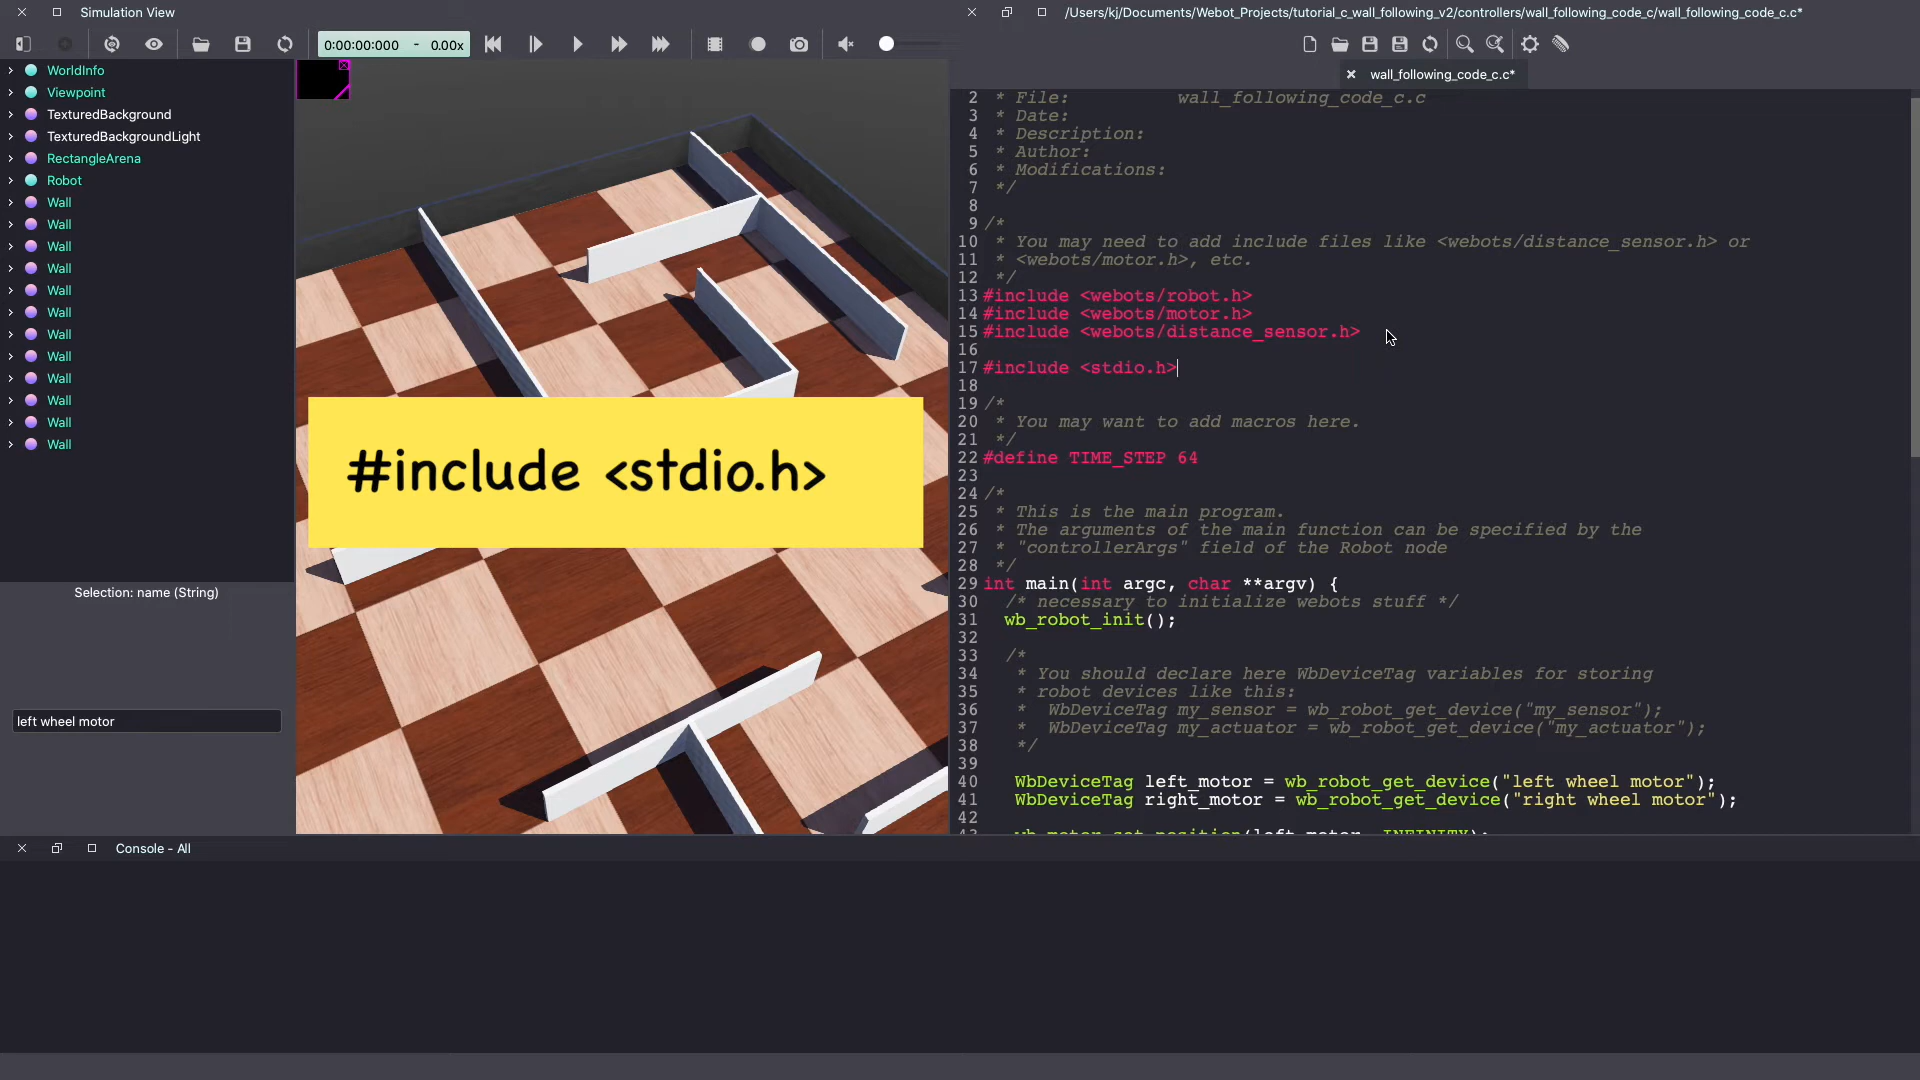 Simulation View
0:00:00:000 - 0.00x
WorldInfo
Viewpoint
TexturedBackground
TexturedBackgroundLight
RectangleArena
Robot
Wall
Wall
Wall
Wall
Wall
Wall
Wall
Wall
Wall
Wall
Wall
Wall
Selection: name (String)
left wheel motor
#include <stdio.h>
/Users/kj/Documents/Webot_Projects/tutorial_c_wall_following_v2/controllers/wall_following_code_c/wall_following_code_c.c*
wall_following_code_c.c*
2 * File: wall_following_code_c.c
3 * Date:
4 * Description:
5 * Author:
6 * Modifications:
7 */
8
9 /*
10 * You may need to add include files like <webots/distance_sensor.h> or
11 * <webots/motor.h>, etc.
12 */
13 #include <webots/robot.h>
14 #include <webots/motor.h>
15 #include <webots/distance_sensor.h>
16
17 #include <stdio.h>
18
19 /*
20 * You may want to add macros here.
21 */
22 #define TIME_STEP 64
23
24 /*
25 * This is the main program.
26 * The arguments of the main function can be specified by the
27 * "controllerArgs" field of the Robot node
28 */
29 int main(int argc, char **argv) {
30 /* necessary to initialize webots stuff */
31 wb_robot_init();
32
33 /*
34 * You should declare here WbDeviceTag variables for storing
35 * robot devices like this:
36 * WbDeviceTag my_sensor = wb_robot_get_device("my_sensor");
37 * WbDeviceTag my_actuator = wb_robot_get_device("my_actuator");
38 */
39
40 WbDeviceTag left_motor = wb_robot_get_device("left wheel motor");
41 WbDeviceTag right_motor = wb_robot_get_device("right wheel motor");
42
43 wb_motor_set_position(left_motor, INFINITY);
Console - All